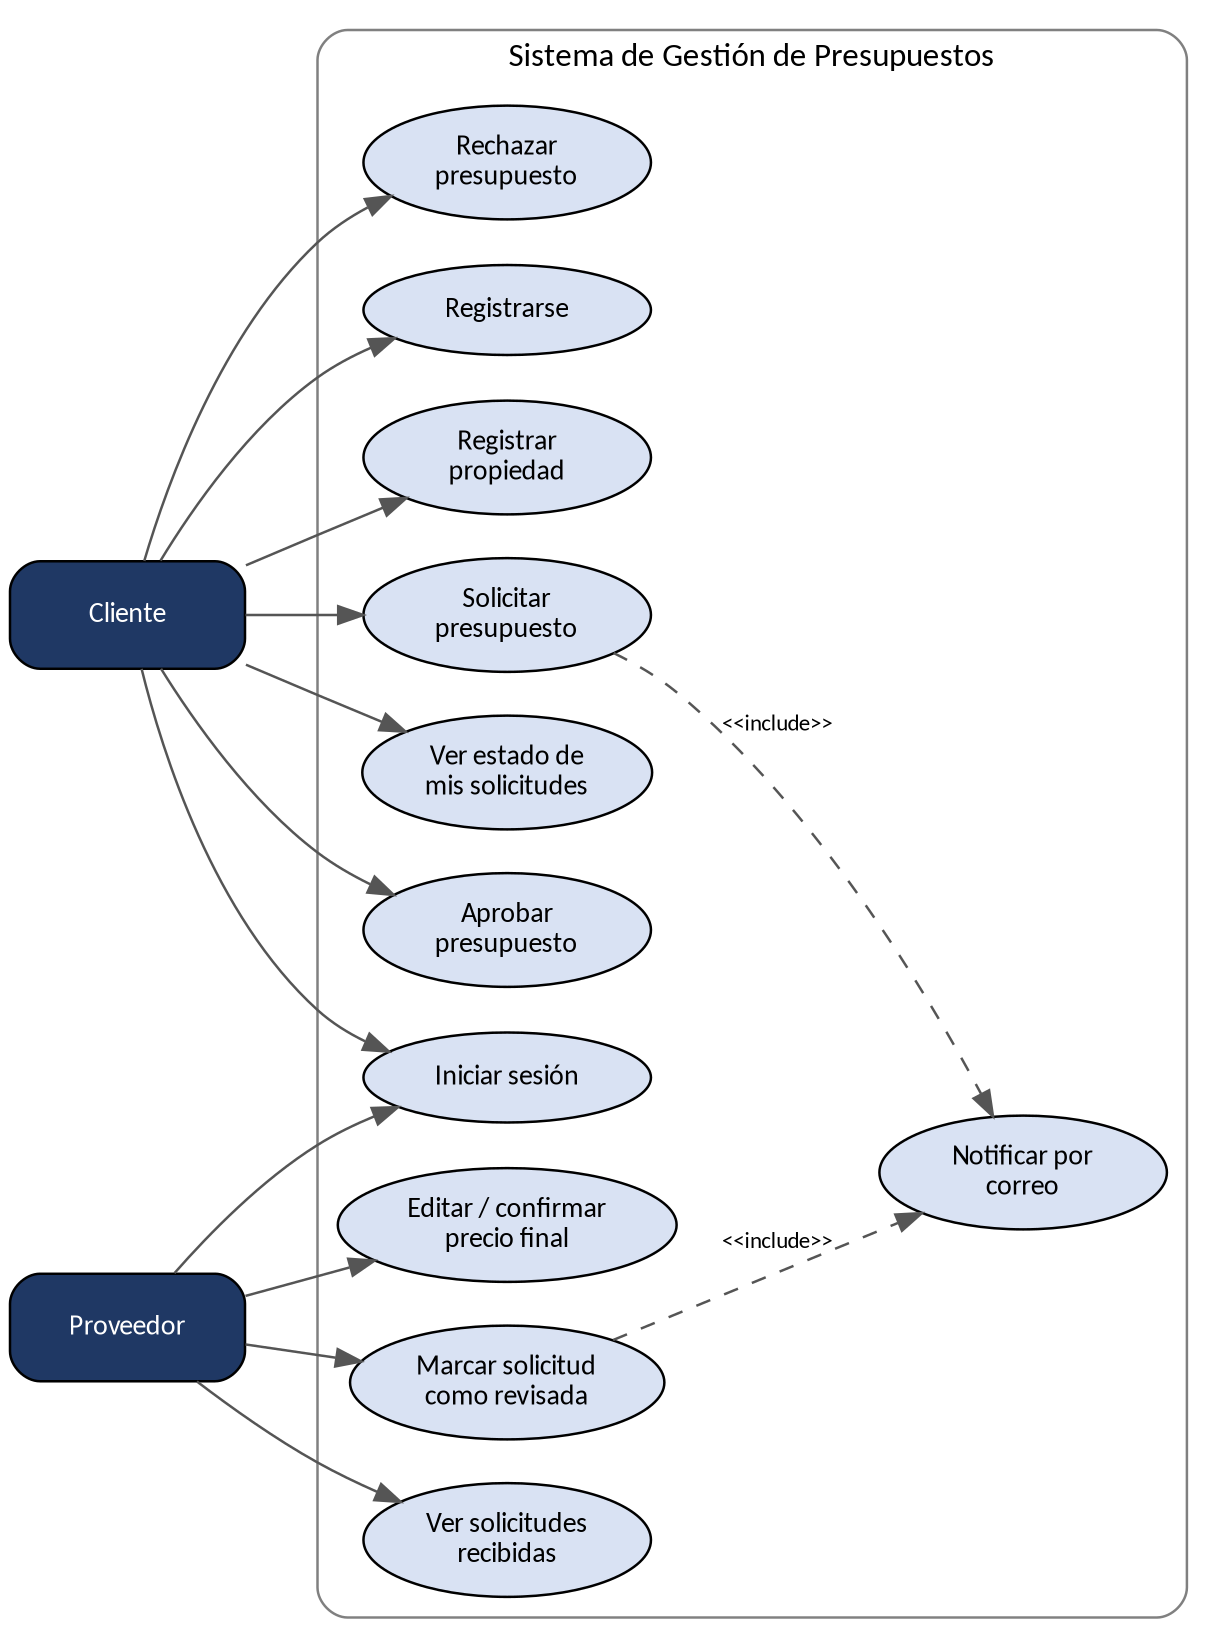 Sistema de Gestión de Presupuestos
Rechazar
presupuesto
Registrarse
Registrar
propiedad
Cliente
Solicitar
presupuesto
<<include>>
Ver estado de
mis solicitudes
Aprobar
presupuesto
Iniciar sesión
Notificar por
correo
Editar / confirmar
precio final
<<include>>
Proveedor
Marcar solicitud
como revisada
Ver solicitudes
recibidas